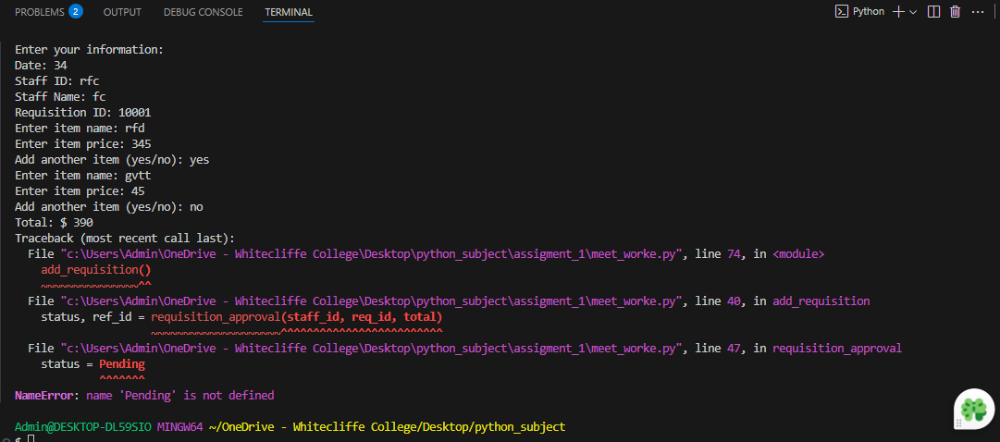 PROBLEMS 2 OUTPUT DEBUG CONSOLE TERMINAL Python
Enter your information:
Date: 34
Staff ID: rfc
Staff Name: fc
Requisition ID: 10001
Enter item name: rfd
Enter item price: 345
Add another item (yes/no): yes
Enter item name: gvtt
Enter item price: 45
Add another item (yes/no): no
Total: $ 390
Traceback (most recent call last):
  File "c:\Users\Admin\OneDrive - Whitecliffe College\Desktop\python_subject\assigment_1\meet_worke.py", line 74, in <module>
    add_requisition()
    ~~~~~~~~~~~~~~~^^
  File "c:\Users\Admin\OneDrive - Whitecliffe College\Desktop\python_subject\assigment_1\meet_worke.py", line 40, in add_requisition
    status, ref_id = requisition_approval(staff_id, req_id, total)
                     ~~~~~~~~~~~~~~~~~~~~^^^^^^^^^^^^^^^^^^^^^^^^^
  File "c:\Users\Admin\OneDrive - Whitecliffe College\Desktop\python_subject\assigment_1\meet_worke.py", line 47, in requisition_approval
    status = Pending
             ^^^^^^^
NameError: name 'Pending' is not defined
Admin@DESKTOP-DL59SIO MINGW64 ~/OneDrive - Whitecliffe College/Desktop/python_subject
$